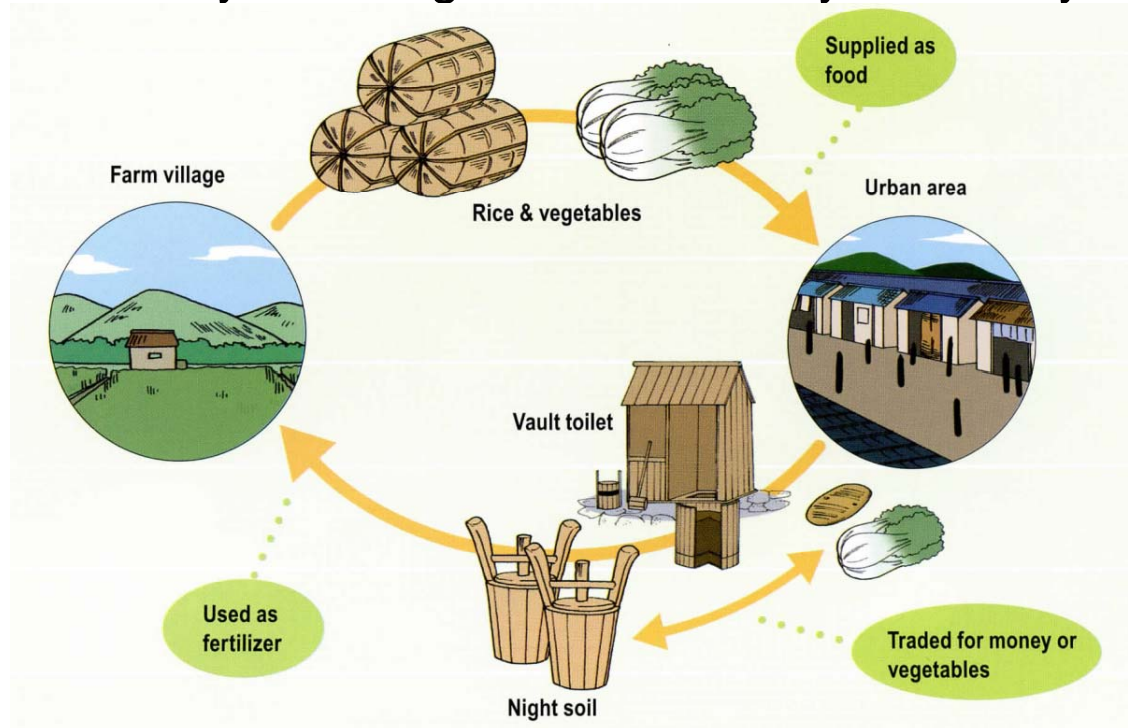 Supplied as
food
Farm village
Urban area
Rice & vegetables
Vault toilet
Used as
fertilizer
Traded for money or
vegetables
Night soil